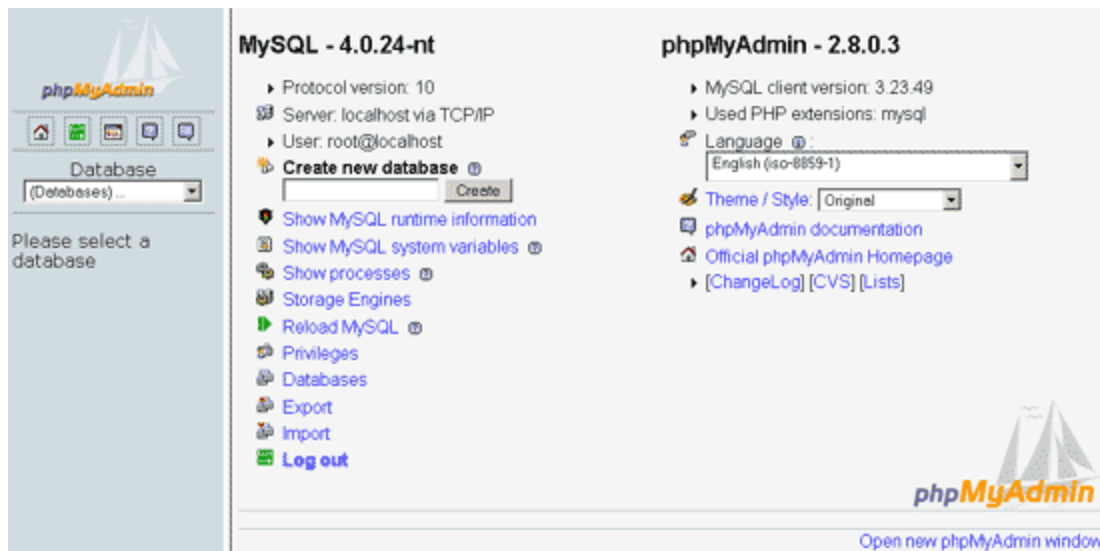 phpMyAdmin
Database
(Databases) ...
Please select a
database
MySQL - 4.0.24-nt
Protocol version: 10
Server: localhost via TCP/IP
User: root@localhost
Create new database
Create
Show MySQL runtime information
Show MySQL system variables
Show processes
Storage Engines
Reload MySQL
Privileges
Databases
Export
Import
Log out
phpMyAdmin - 2.8.0.3
MySQL client version: 3.23.49
Used PHP extensions: mysql
Language :
English (iso-8859-1)
Theme / Style: Original
phpMyAdmin documentation
Official phpMyAdmin Homepage
[ChangeLog] [CVS] [Lists]
phpMyAdmin
Open new phpMyAdmin window